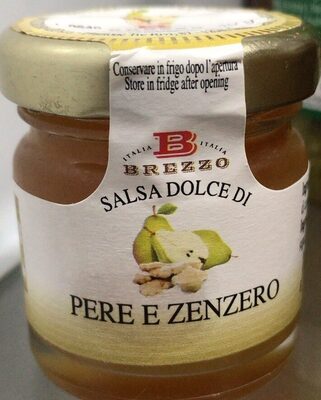 Conservare in frigo dopo l'apertura
Store in fridge after opening
B
ITALIA ITALIA
BREZZO
SALSA DOLCE DI
PERE E ZENZERO